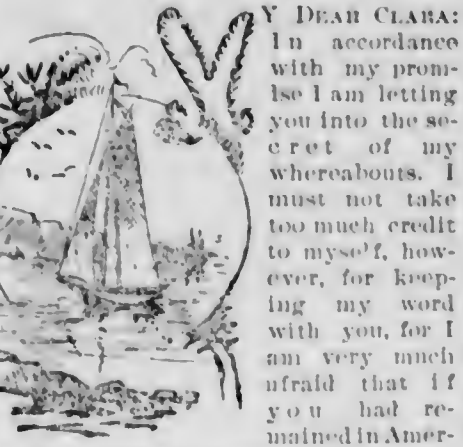 Y DEAR CLARA:
In accordance
with my prom-
ise I am letting
you into the se-
cret of my
whereabouts. I
must not take
too much credit
to myself, how-
ever, for keep-
ing my word
with you, for I
am very much
afraid that if
you had re-
mained in Amer-